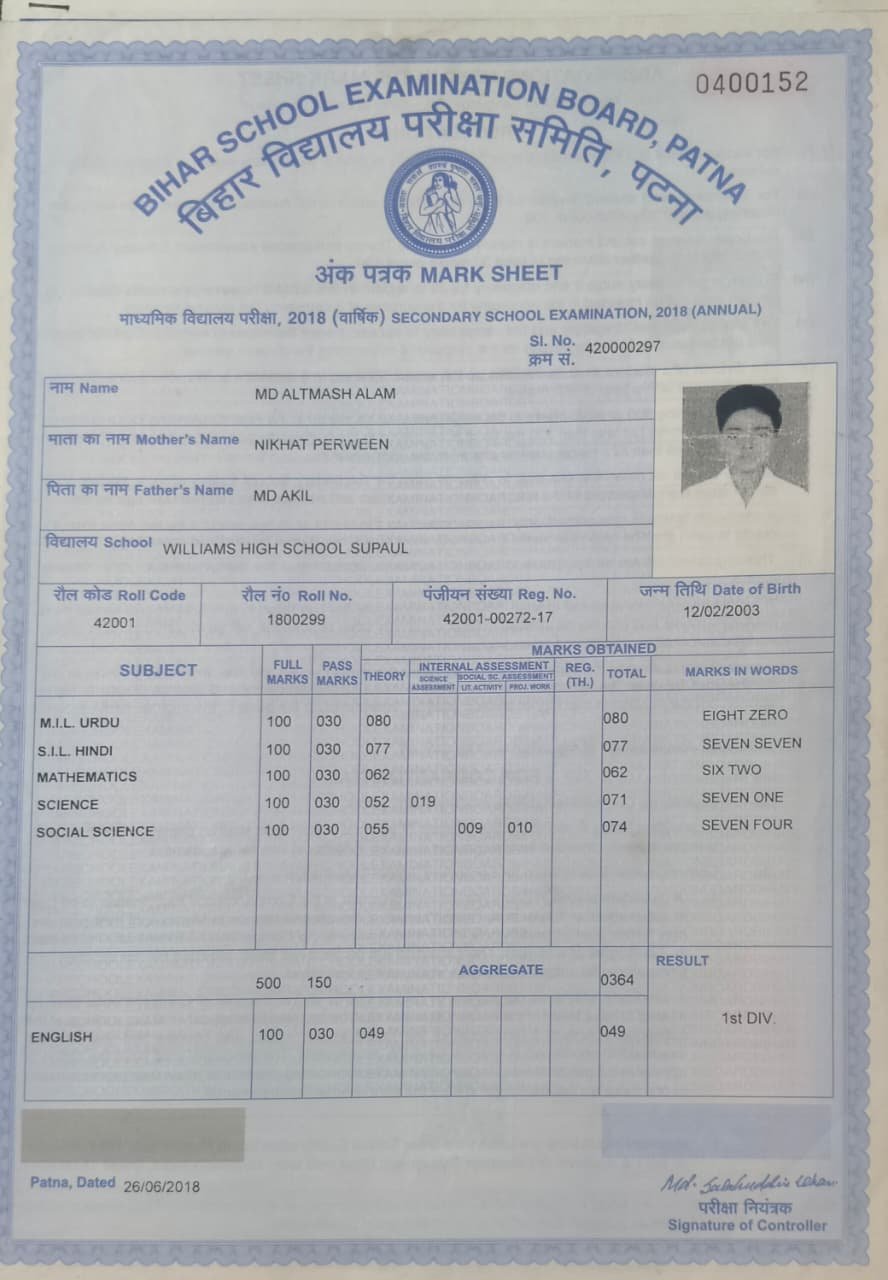 0400152
BIHAR SCHOOL EXAMINATION BOARD, PATNA
बिहार विद्यालय परीक्षा समिति, पटना
अंक पत्रक MARK SHEET
माध्यमिक विद्यालय परीक्षा, 2018 (वार्षिक) SECONDARY SCHOOL EXAMINATION, 2018 (ANNUAL)
Sl. No.
क्रम सं. 420000297
नाम Name MD ALTMASH ALAM
माता का नाम Mother's Name NIKHAT PERWEEN
पिता का नाम Father's Name MD AKIL
विद्यालय School WILLIAMS HIGH SCHOOL SUPAUL
रौल कोड Roll Code रौल नं० Roll No. पंजीयन संख्या Reg. No. जन्म तिथि Date of Birth
42001 1800299 42001-00272-17 12/02/2003
MARKS OBTAINED
SUBJECT FULL MARKS PASS MARKS THEORY INTERNAL ASSESSMENT REG. (TH.) TOTAL MARKS IN WORDS
SCIENCE ASSESSMENT SOCIAL SC. ASSESSMENT
LIT. ACTIVITY PROJ. WORK
M.I.L. URDU 100 030 080 080 EIGHT ZERO
S.I.L. HINDI 100 030 077 077 SEVEN SEVEN
MATHEMATICS 100 030 062 062 SIX TWO
SCIENCE 100 030 052 019 071 SEVEN ONE
SOCIAL SCIENCE 100 030 055 009 010 074 SEVEN FOUR
500 150 AGGREGATE 0364 RESULT
ENGLISH 100 030 049 049 1st DIV.
Patna, Dated 26/06/2018
परीक्षा नियंत्रक
Signature of Controller